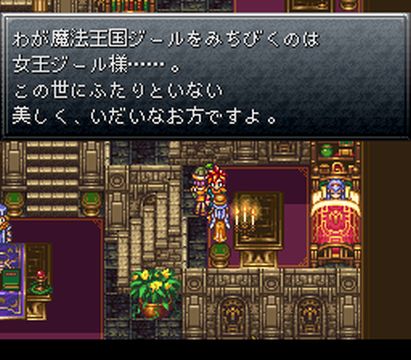 わが魔法王国ジールをみちびくのは
女王ジール様……。
この世にふたりといない
美しく、いだいなお方ですよ。